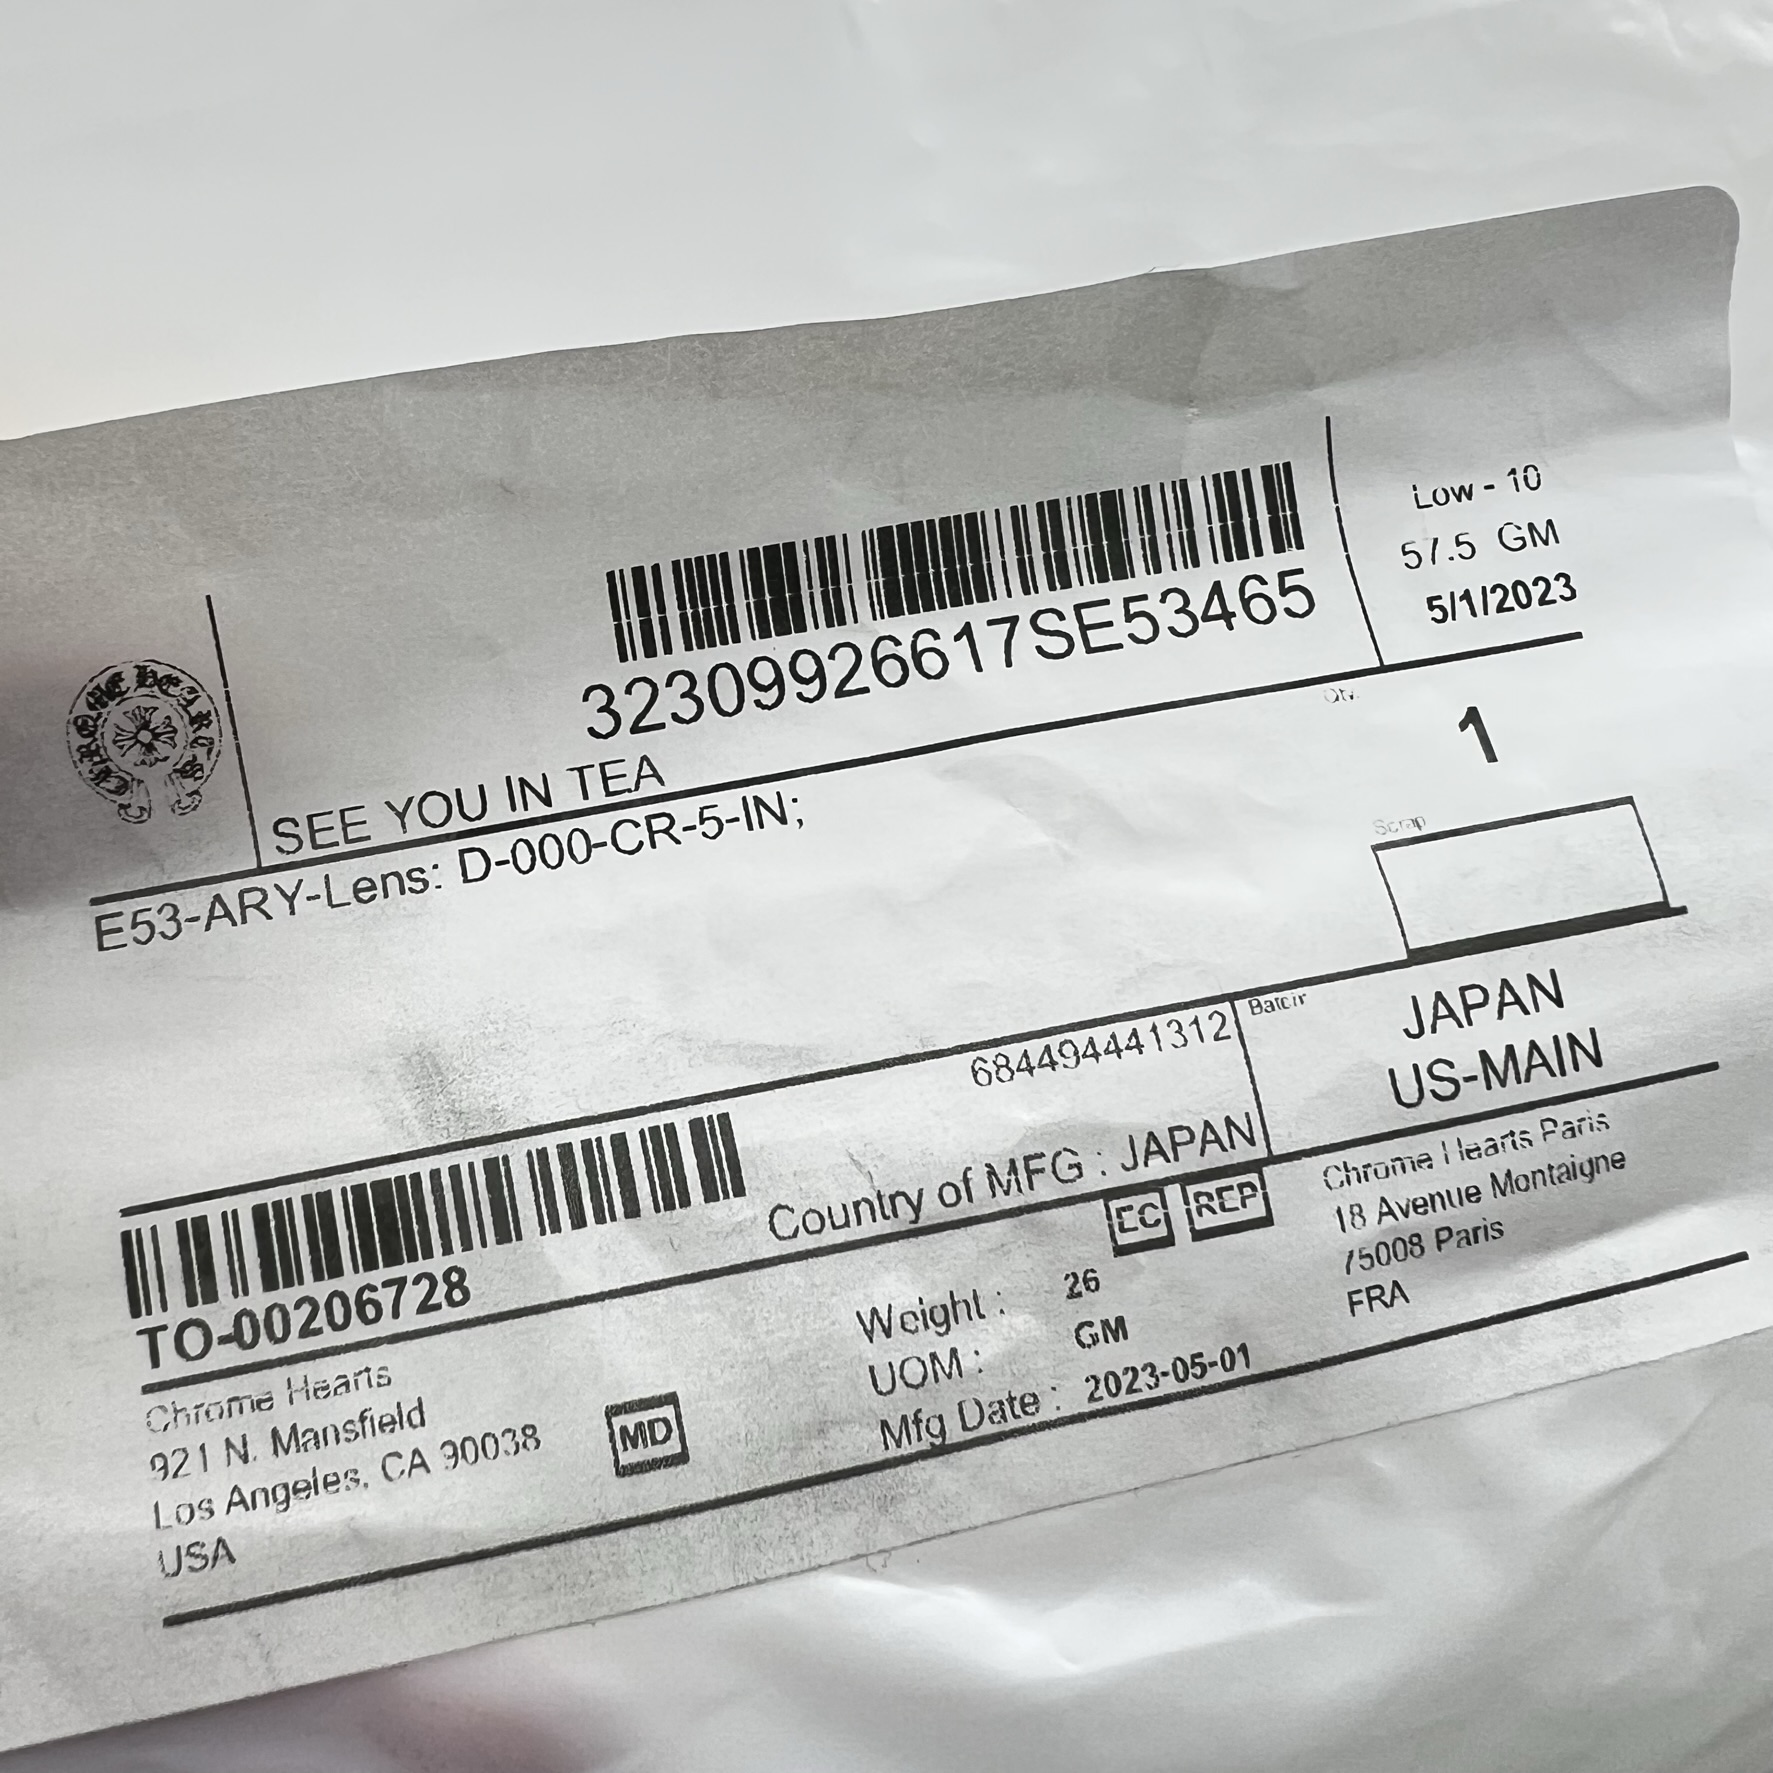 CHROME HEARTS
32309926617SE53465
SEE YOU IN TEA
Low - 10
57.5 GM
5/1/2023
E53-ARY-Lens: D-000-CR-5-IN;
Qty.
1
Scrap
684494441312
JAPAN
US-MAIN
TO-00206728
Country of MFG : JAPAN
Chrome Hearts
921 N. Mansfield
Los Angeles, CA 90038
USA
MD
EC REP
Weight : 26
UOM : GM
Mfg Date : 2023-05-01
Chrome Hearts Paris
18 Avenue Montaigne
75008 Paris
FRA